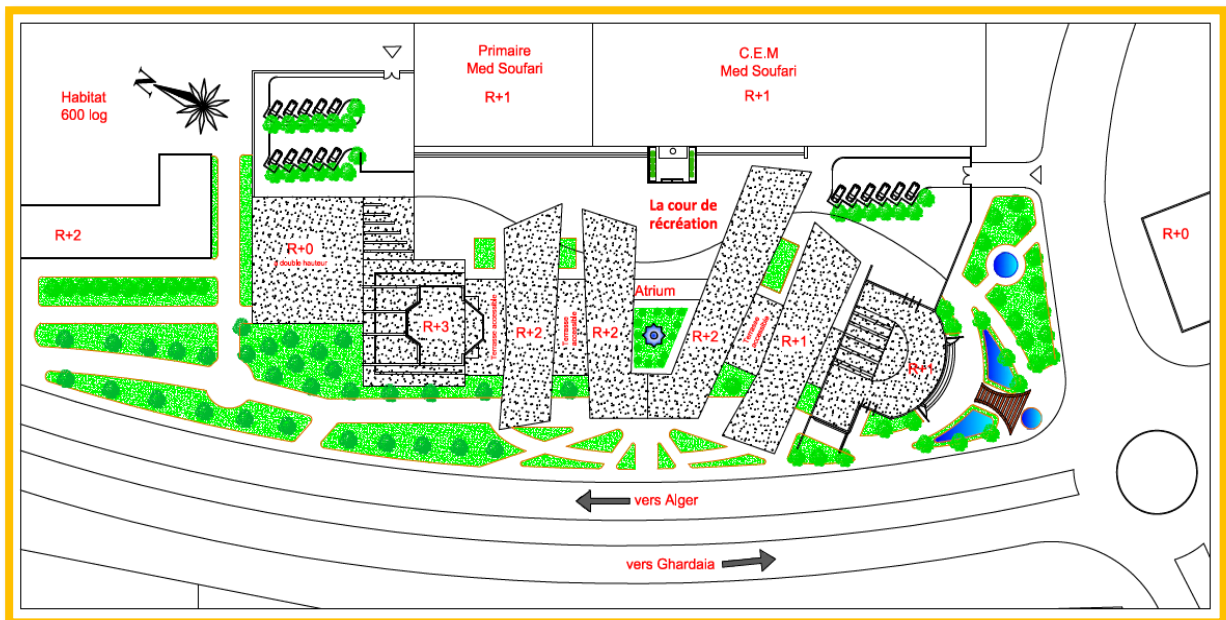 Primaire
Med Soufari
R+1
C.E.M
Med Soufari
R+1
N
Habitat
600 log
La cour de
récréation
R+2
R+0
a double hauteur
R+0
Atrium
R+3
Terrasse accessible
R+2
Terrasse accessible
R+2
R+2
Terrasse
accessible
R+1
R+1
vers Alger
vers Ghardaia